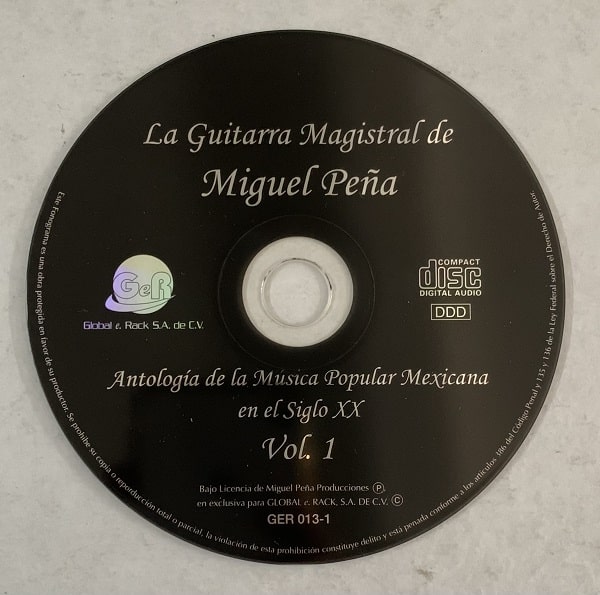 La Guitarra Magistral de
Miguel Peña
GeR
Global e. Rack S.A. de C.V.
COMPACT
disc
DIGITAL AUDIO
DDD
Antología de la Música Popular Mexicana
en el Siglo XX
Vol. 1
Bajo Licencia de Miguel Peña Producciones Ⓟ,
en exclusiva para GLOBAL e. RACK, S.A. DE C.V. ©
GER 013-1
Este Fonograma es una obra protegida en favor de su productor. Se prohibe su copia o reproducción total o parcial, la violación de esta prohibición constituye delito y está penada conforme a los artículos 386 del Código Penal y 135 y 136 de la Ley Federal sobre el Derecho de Autor.